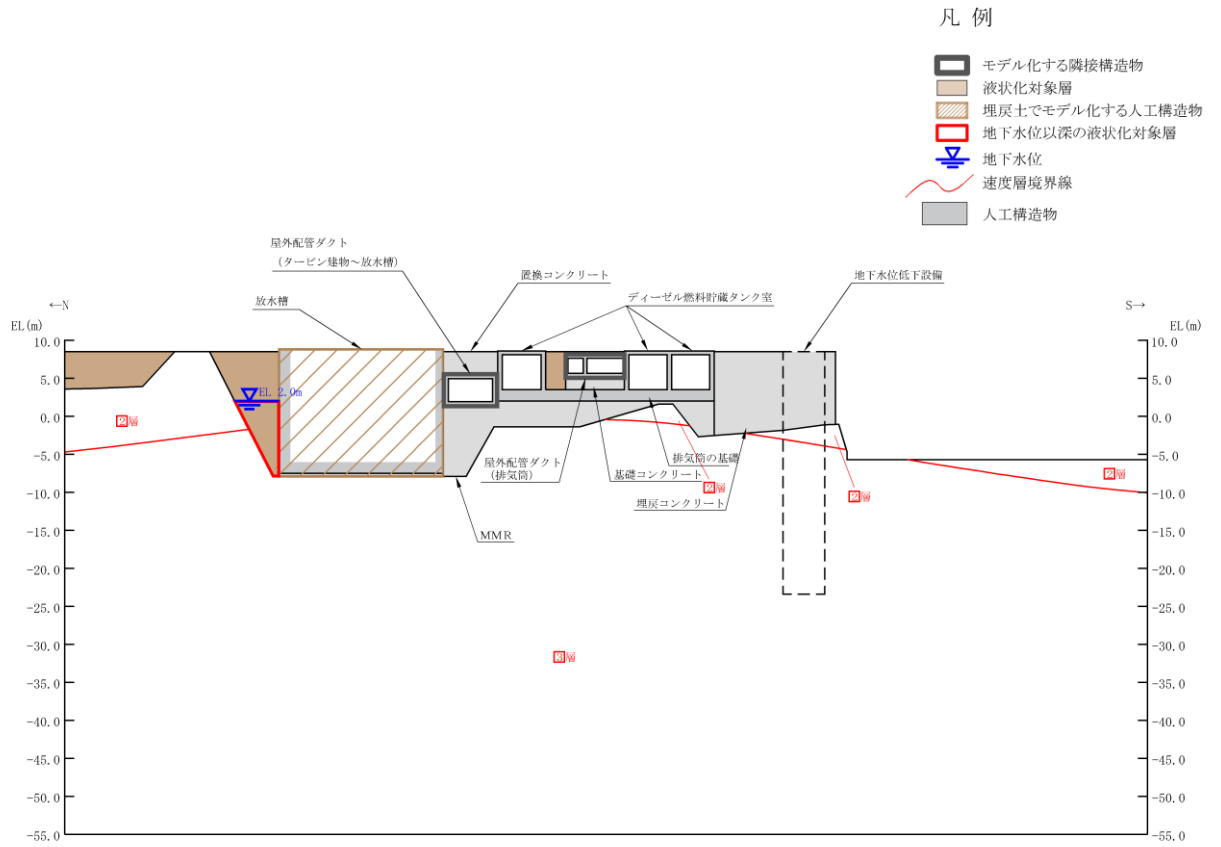 凡 例
モデル化する隣接構造物
液状化対象層
埋戻土でモデル化する人工構造物
地下水位以深の液状化対象層
地下水位
速度層境界線
人工構造物
屋外配管ダクト
(タービン建物～放水槽)
置換コンクリート
地下水位低下設備
ディーゼル燃料貯蔵タンク室
放水槽
←N
S→
EL(m)
EL(m)
10.0
5.0
0.0
-5.0
-10.0
-15.0
-20.0
-25.0
-30.0
-35.0
-40.0
-45.0
-50.0
-55.0
EL 2.0m
②層
屋外配管ダクト
(排気筒)
排気筒の基礎
基礎コンクリート
②層
埋戻コンクリート
②層
②層
MMR
③層
10.0
5.0
0.0
-5.0
-10.0
-15.0
-20.0
-25.0
-30.0
-35.0
-40.0
-45.0
-50.0
-55.0